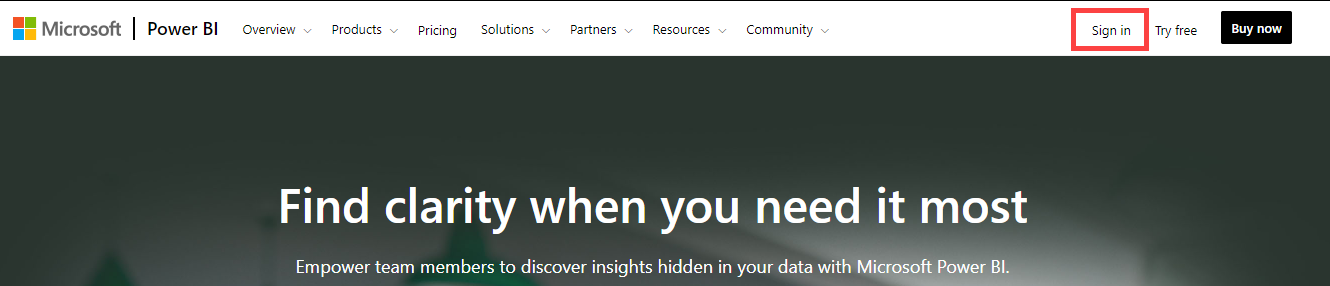 Microsoft Power BI Overview Products Pricing Solutions Partners Resources Community Sign in Try free Buy now
Find clarity when you need it most
Empower team members to discover insights hidden in your data with Microsoft Power BI.